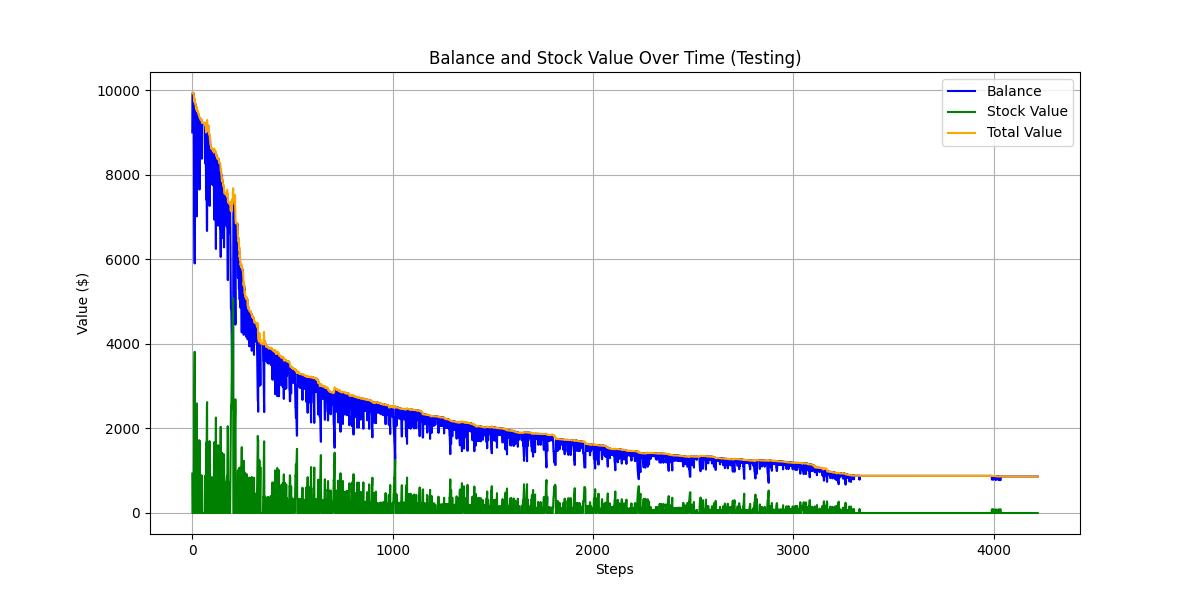 Balance and Stock Value Over Time (Testing)
10000
8000
6000
4000
2000
0
Value ($)
Balance
Stock Value
Total Value
0 1000 2000 3000 4000
Steps